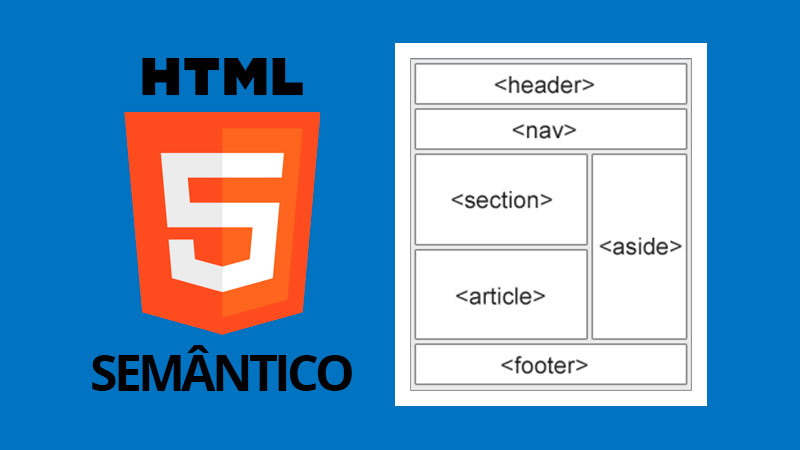 HTML
5
SEMÂNTICO
<header>
<nav>
<section>
<aside>
<article>
<footer>